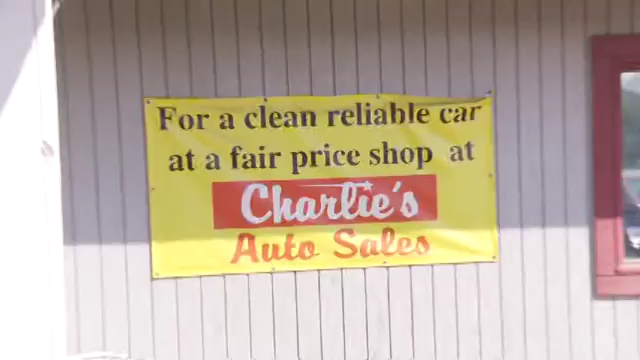 For a clean reliable car
at a fair price shop at
Charlie's
Auto Sales